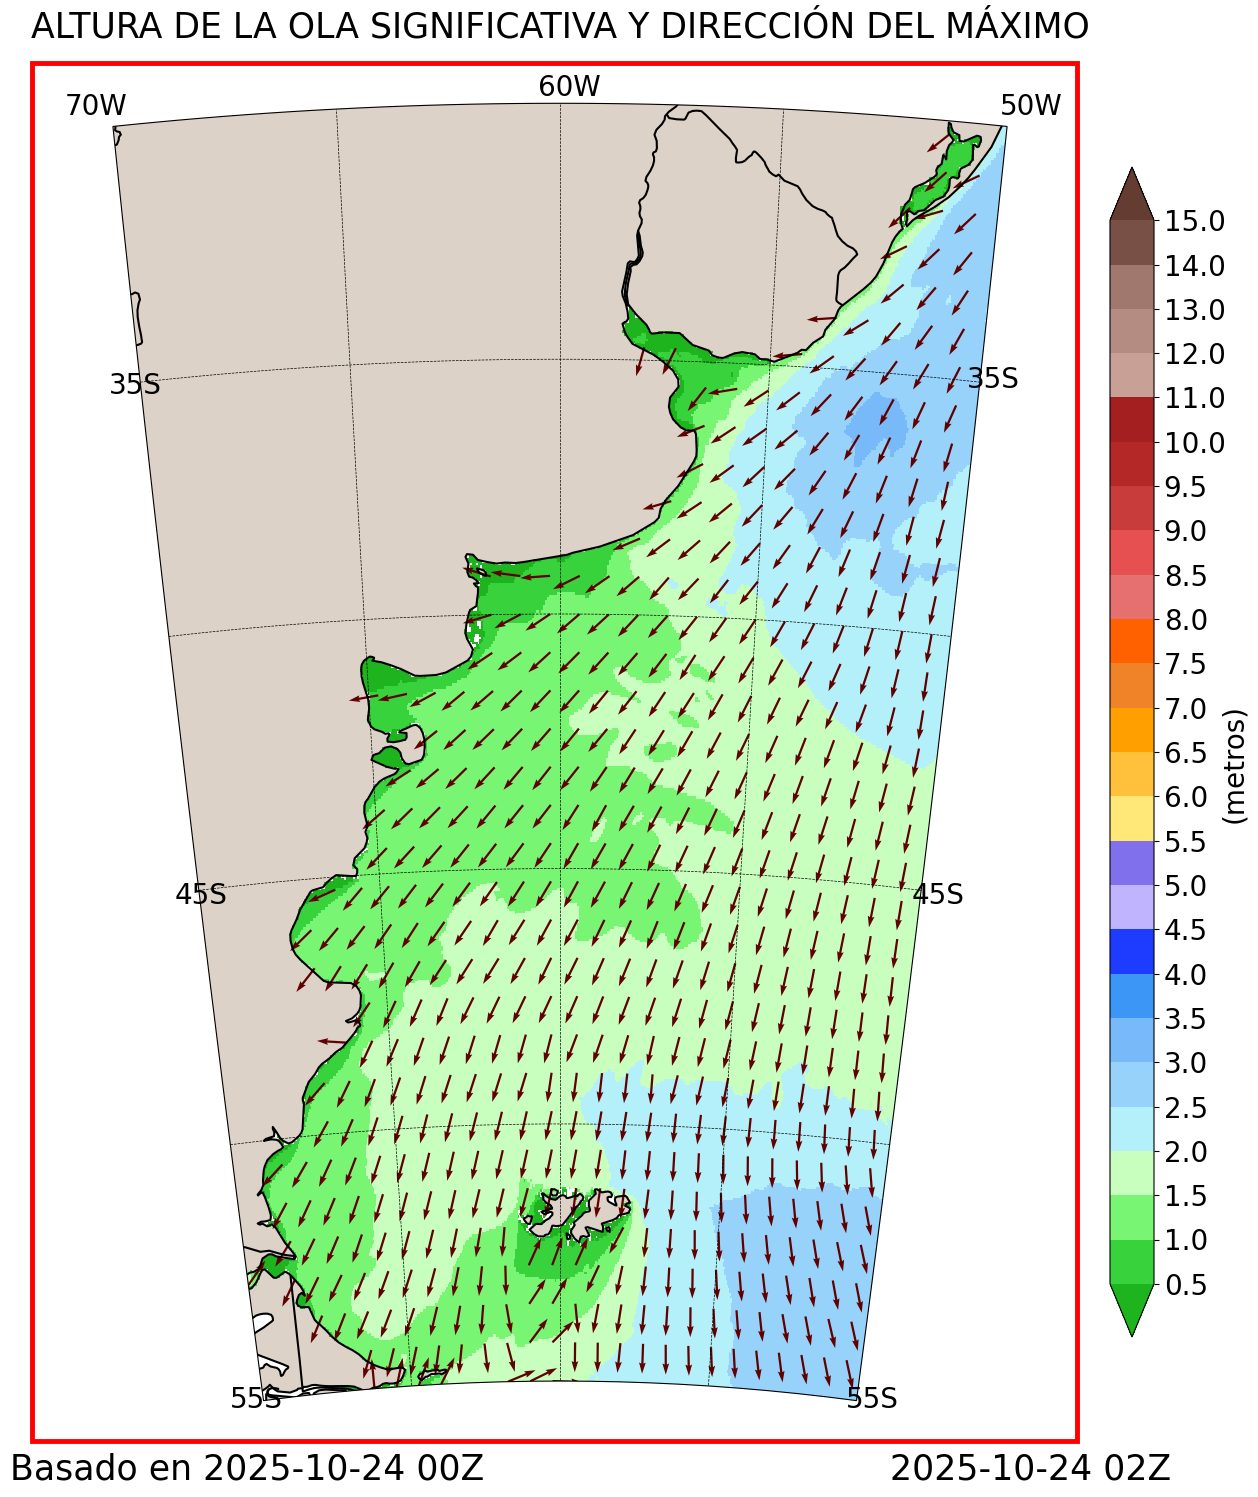 ALTURA DE LA OLA SIGNIFICATIVA Y DIRECCIÓN DEL MÁXIMO
70W
60W
50W
35S
35S
45S
45S
55S
55S
15.0
14.0
13.0
12.0
11.0
10.0
9.5
9.0
8.5
8.0
7.5
7.0
6.5
6.0
5.5
5.0
4.5
4.0
3.5
3.0
2.5
2.0
1.5
1.0
0.5
(metros)
Basado en 2025-10-24 00Z
2025-10-24 02Z